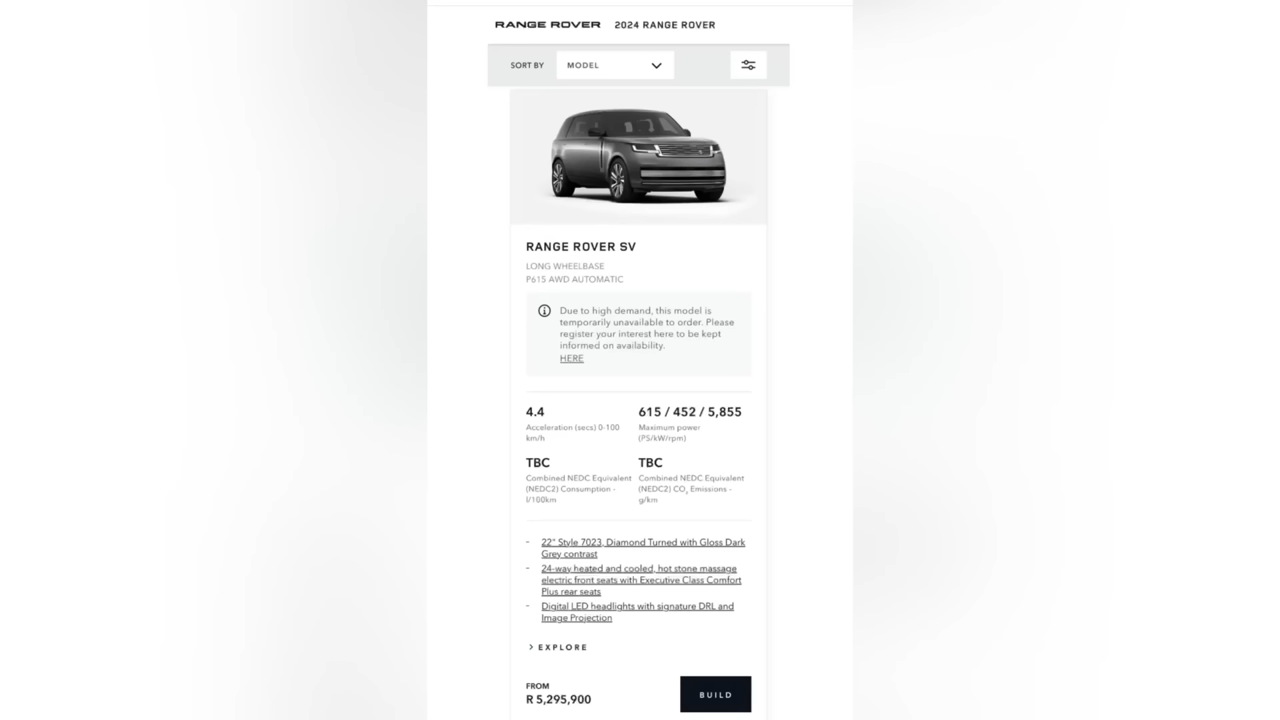 RANGE ROVER 2024 RANGE ROVER
SORT BY MODEL
RANGE ROVER SV
LONG WHEELBASE
P615 AWD AUTOMATIC
Due to high demand, this model is
temporarily unavailable to order. Please
register your interest here to be kept
informed on availability.
HERE
4.4
Acceleration (secs) 0-100
km/h
615 / 452 / 5,855
Maximum power
(PS/kW/rpm)
TBC
Combined NEDC Equivalent
(NEDC2) Consumption -
l/100km
TBC
Combined NEDC Equivalent
(NEDC2) CO₂ Emissions -
g/km
- 22" Style 7023, Diamond Turned with Gloss Dark
Grey contrast
- 24-way heated and cooled, hot stone massage
electric front seats with Executive Class Comfort
Plus rear seats
- Digital LED headlights with signature DRL and
Image Projection
> EXPLORE
FROM
R 5,295,900
BUILD